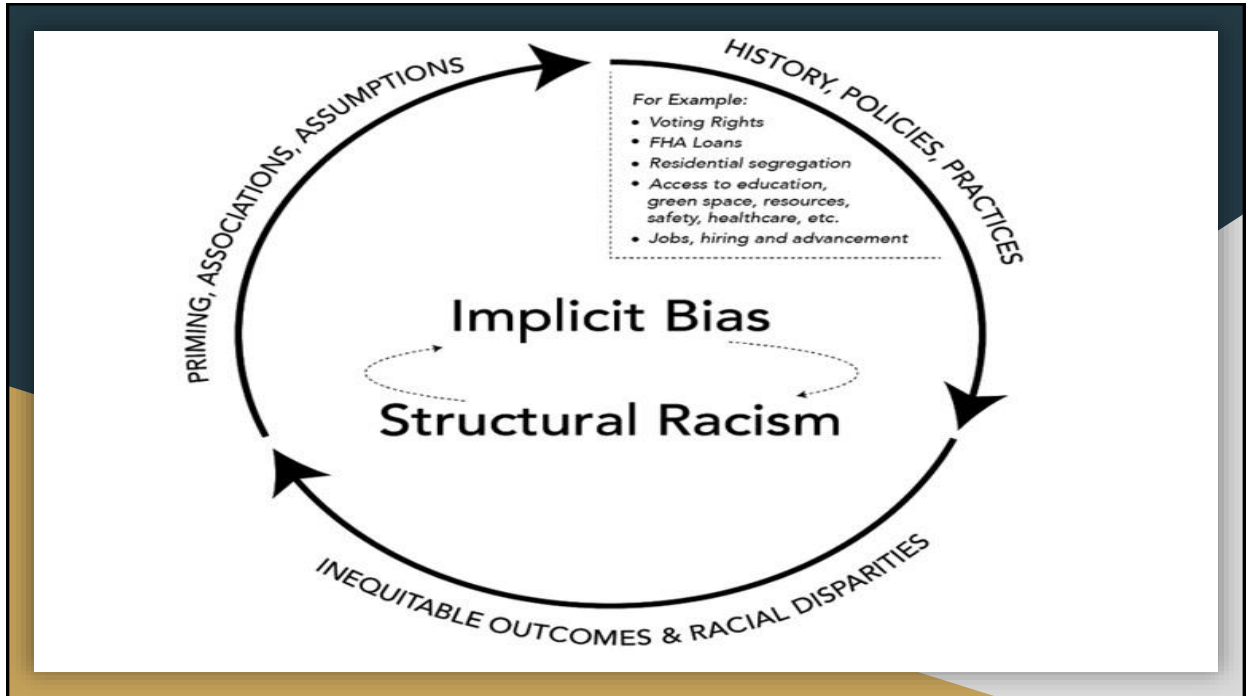 PRIMING, ASSOCIATIONS, ASSUMPTIONS
HISTORY, POLICIES, PRACTICES
For Example:
• Voting Rights
• FHA Loans
• Residential segregation
• Access to education,
green space, resources,
safety, healthcare, etc.
• Jobs, hiring and advancement
Implicit Bias
Structural Racism
INEQUITABLE OUTCOMES & RACIAL DISPARITIES